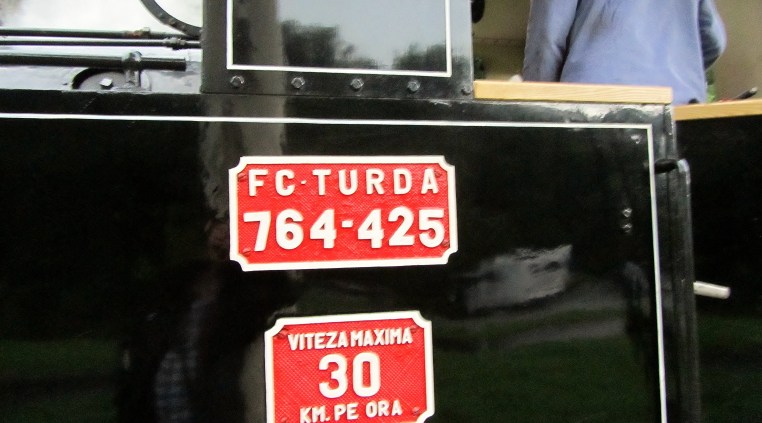 FC-TURDA
764-425
VITEZA MAXIMA
30
KM. PE ORA